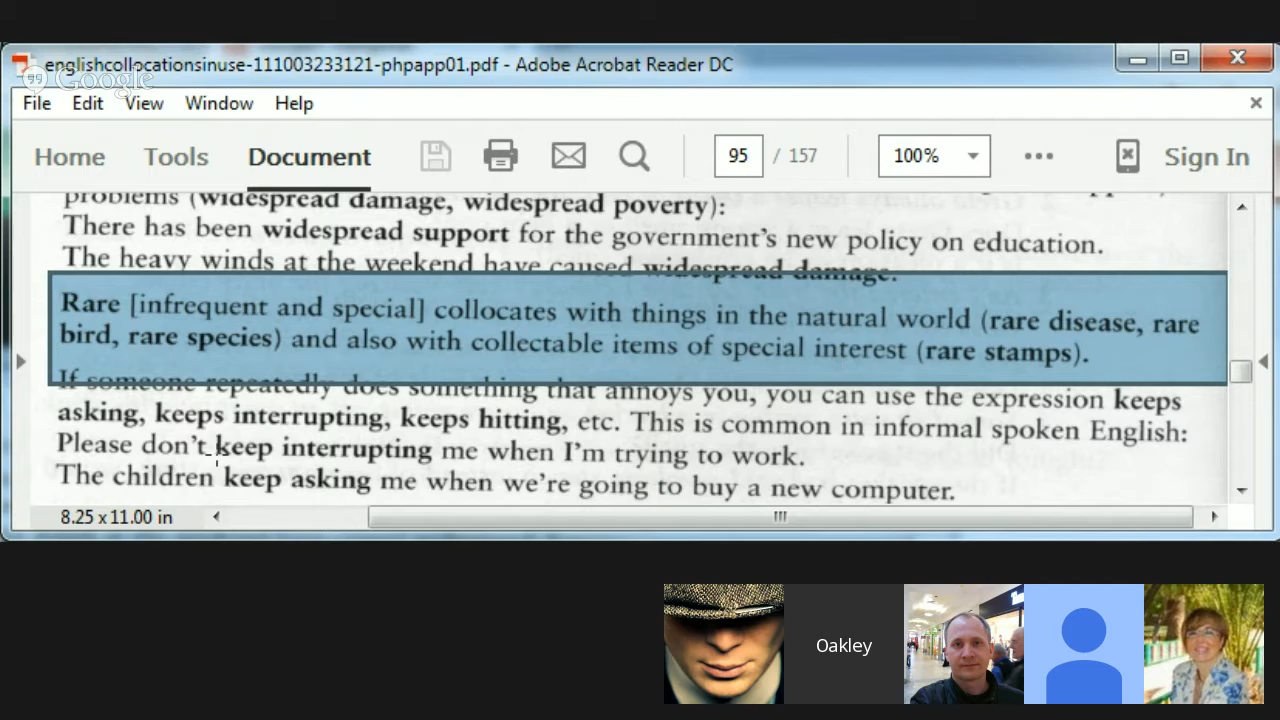 englishcollocationsinuse-111003233121-phpapp01.pdf - Adobe Acrobat Reader DC
Google
File Edit View Window Help
Home Tools Document 95 / 157 100% Sign In
problems (widespread damage, widespread poverty):
There has been widespread support for the government's new policy on education.
The heavy winds at the weekend have caused widespread damage.
Rare [infrequent and special] collocates with things in the natural world (rare disease, rare
bird, rare species) and also with collectable items of special interest (rare stamps).
If someone repeatedly does something that annoys you, you can use the expression keeps
asking, keeps interrupting, keeps hitting, etc. This is common in informal spoken English:
Please don't keep interrupting me when I'm trying to work.
The children keep asking me when we're going to buy a new computer.
8.25 x 11.00 in
Oakley